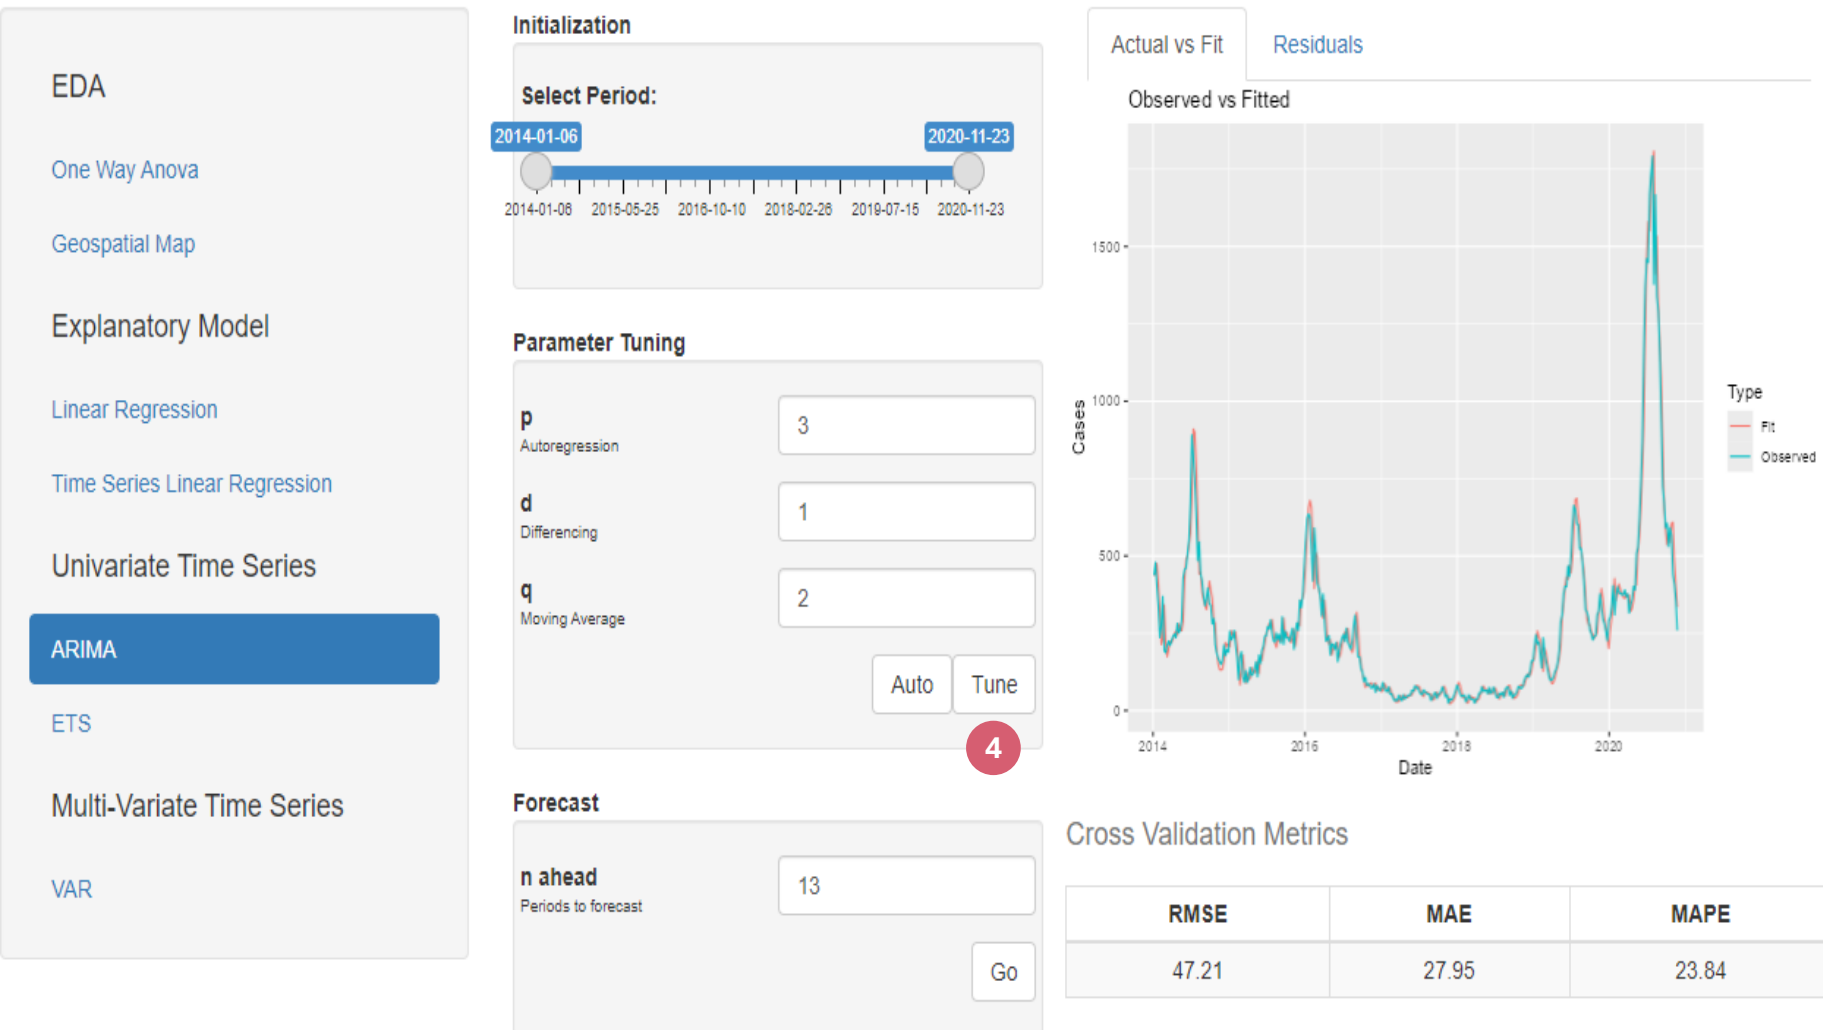 EDA
One Way Anova
Geospatial Map
Explanatory Model
Linear Regression
Time Series Linear Regression
Univariate Time Series
ARIMA
ETS
Multi-Variate Time Series
VAR
Initialization
Select Period:
2014-01-06 2020-11-23
2014-01-06 2015-05-25 2016-10-10 2018-02-26 2019-07-15 2020-11-23
Parameter Tuning
p 3
Autoregression
d 1
Differencing
q 2
Moving Average
Auto Tune
4
Forecast
n ahead 13
Periods to forecast
Go
Actual vs Fit Residuals
Observed vs Fitted
1500
1000
500
0
Cases
2014 2016 2018 2020
Date
Type
Fit
Observed
Cross Validation Metrics
RMSE MAE MAPE
47.21 27.95 23.84